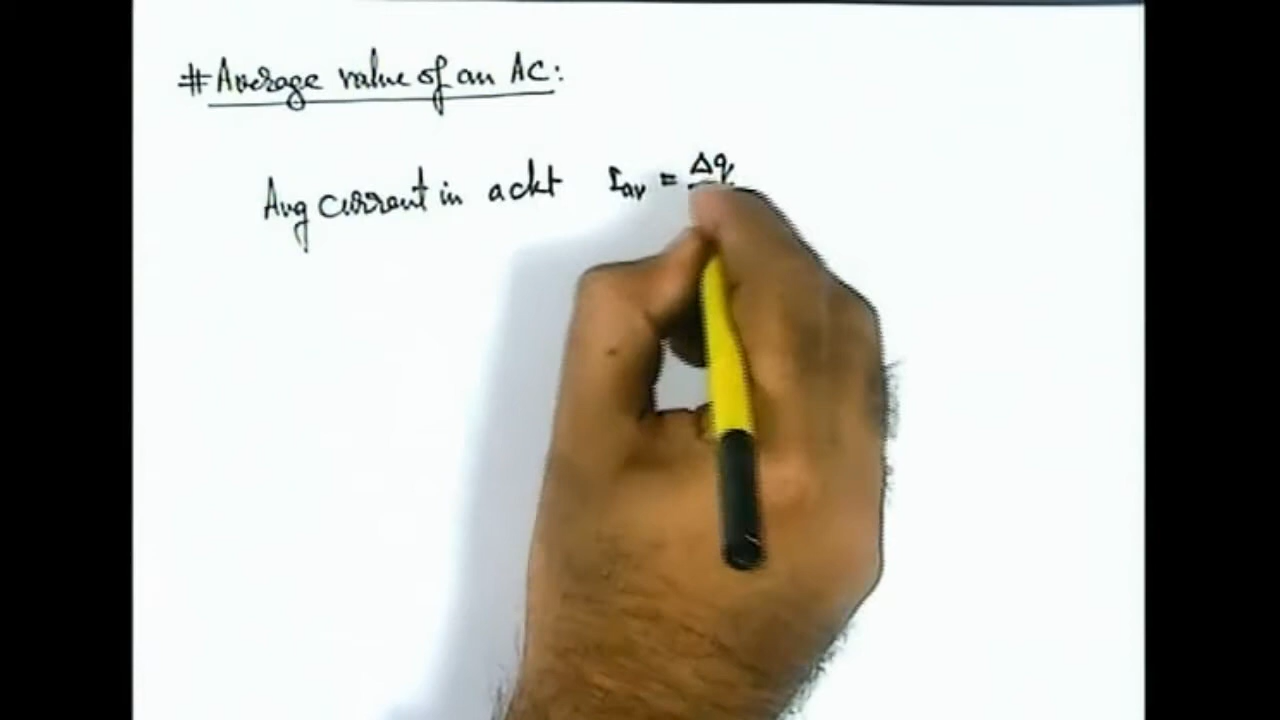 # Average value of an AC:
Avg current in a ckt I_av = Δq